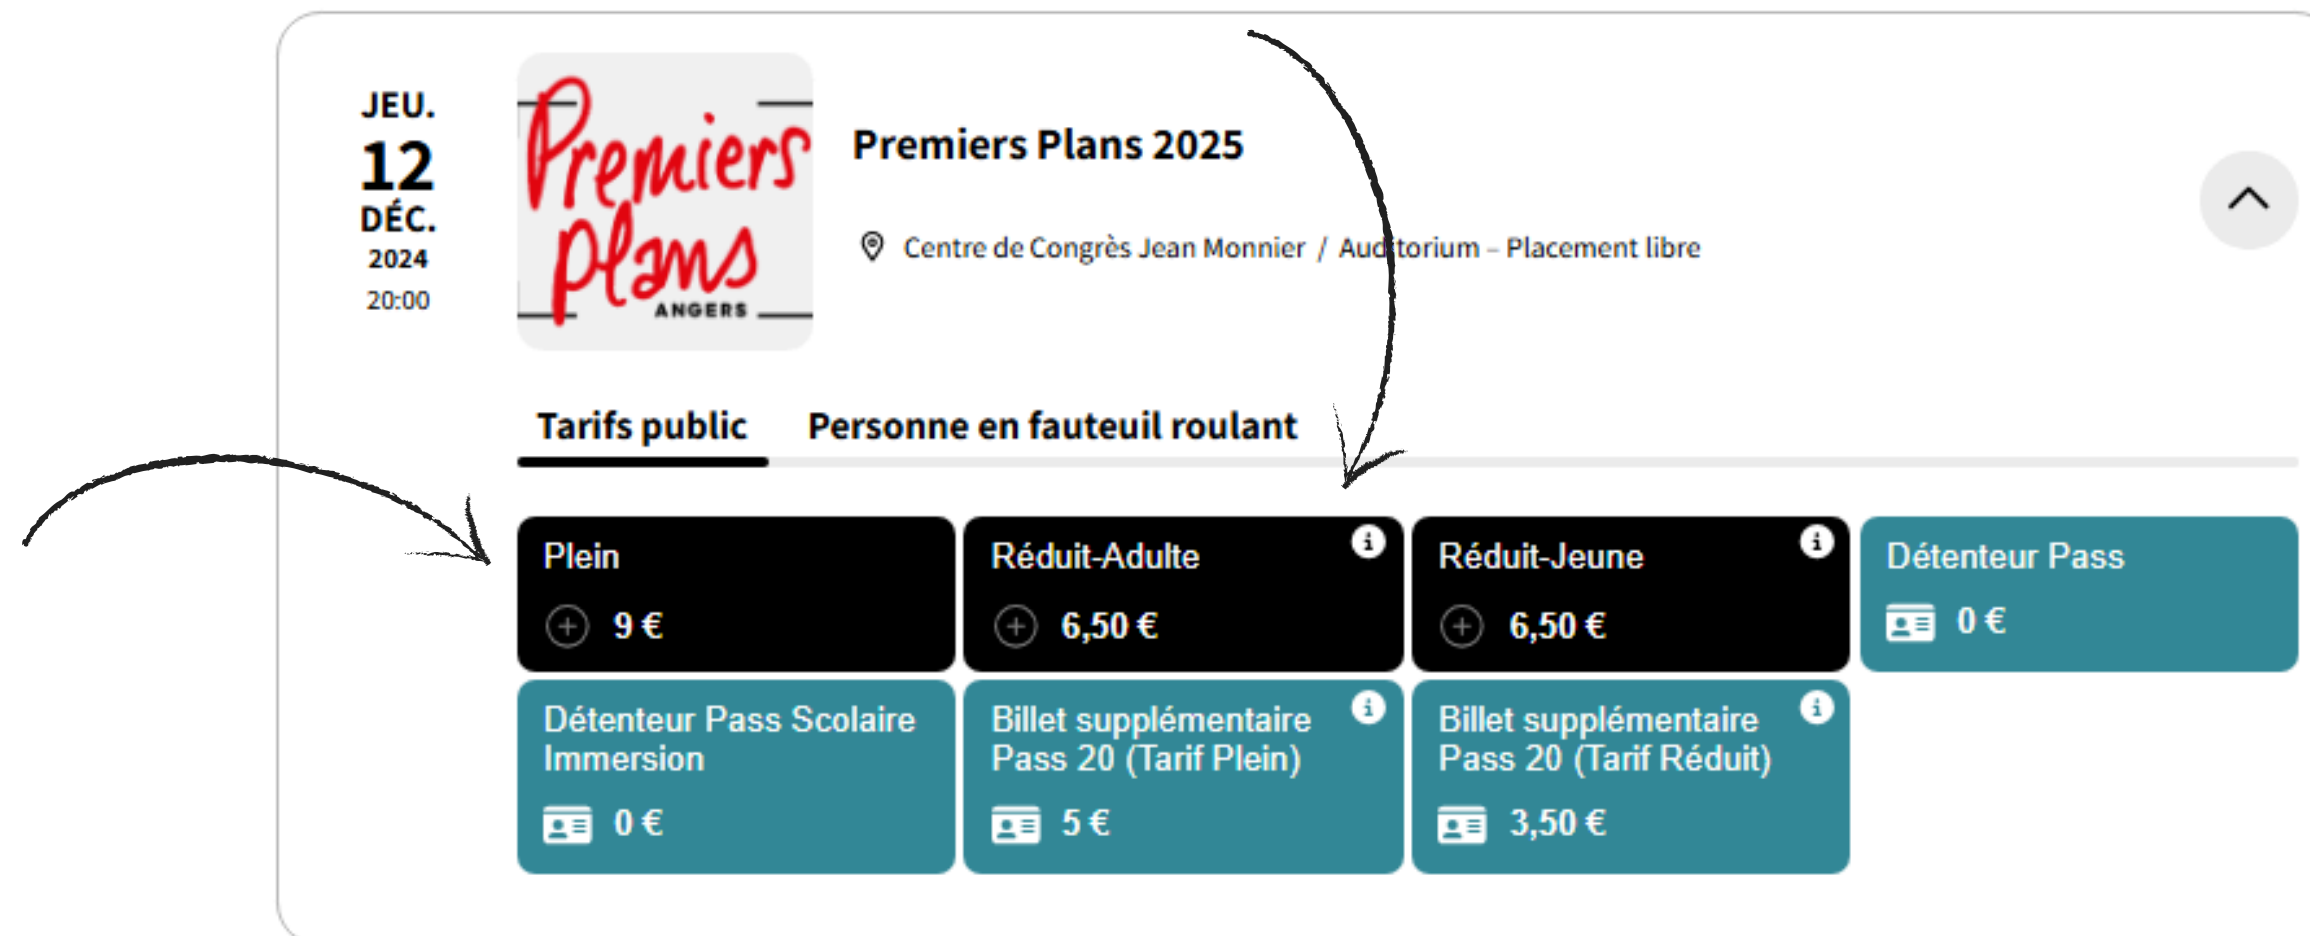 JEU.
12
DÉC.
2024
20:00
Premiers
plans
ANGERS
Premiers Plans 2025
Centre de Congrès Jean Monnier / Auditorium – Placement libre
Tarifs public
Personne en fauteuil roulant
Plein
9 €
Réduit-Adulte
6,50 €
Réduit-Jeune
6,50 €
Détenteur Pass
0 €
Détenteur Pass Scolaire
Immersion
0 €
Billet supplémentaire
Pass 20 (Tarif Plein)
5 €
Billet supplémentaire
Pass 20 (Tarif Réduit)
3,50 €